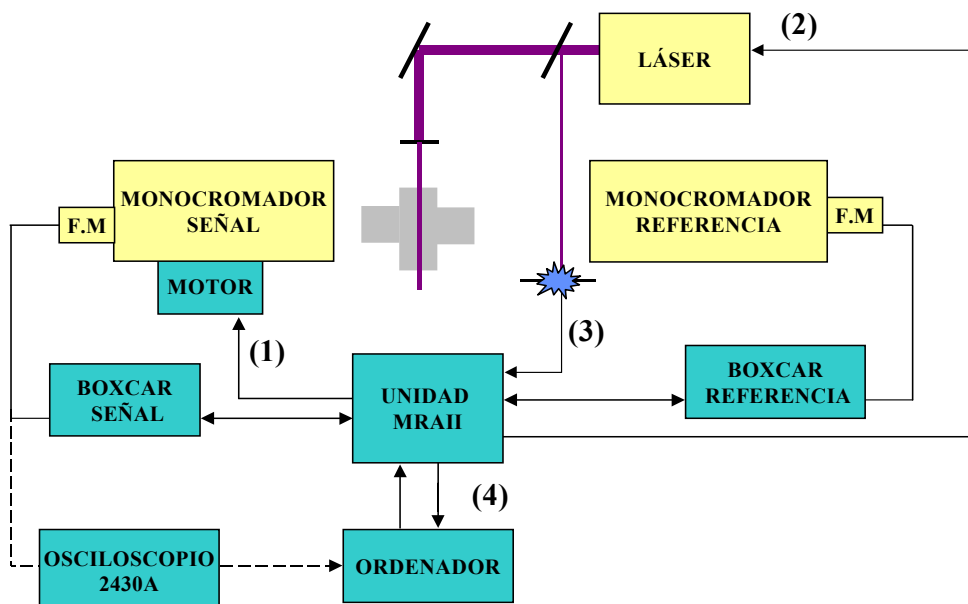 (2)
LÁSER
MONOCROMADOR
SEÑAL
F.M
MOTOR
MONOCROMADOR
REFERENCIA
F.M
(1)
(3)
BOXCAR
SEÑAL
UNIDAD
MRAII
BOXCAR
REFERENCIA
(4)
OSCILOSCOPIO
2430A
ORDENADOR